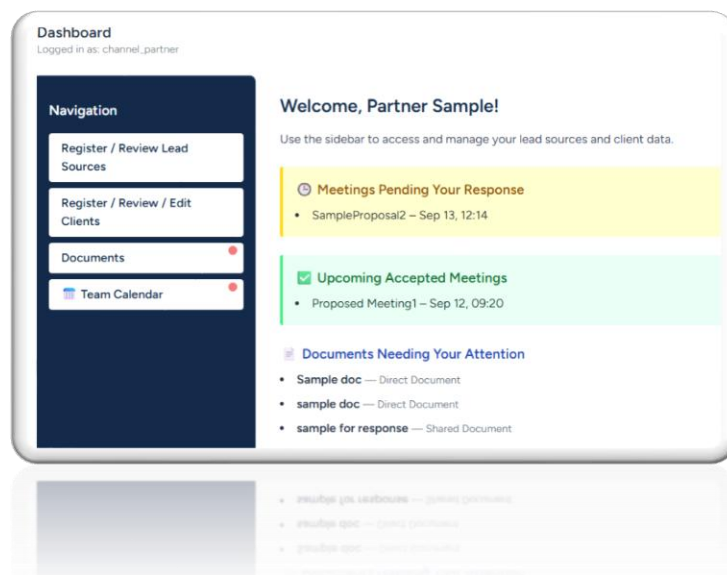 Dashboard
Logged in as: channel_partner
Navigation
Register / Review Lead
Sources
Register / Review / Edit
Clients
Documents
Team Calendar
Welcome, Partner Sample!
Use the sidebar to access and manage your lead sources and client data.
Meetings Pending Your Response
• SampleProposal2 – Sep 13, 12:14
Upcoming Accepted Meetings
• Proposed Meeting1 – Sep 12, 09:20
Documents Needing Your Attention
• Sample doc — Direct Document
• sample doc — Direct Document
• sample for response — Shared Document